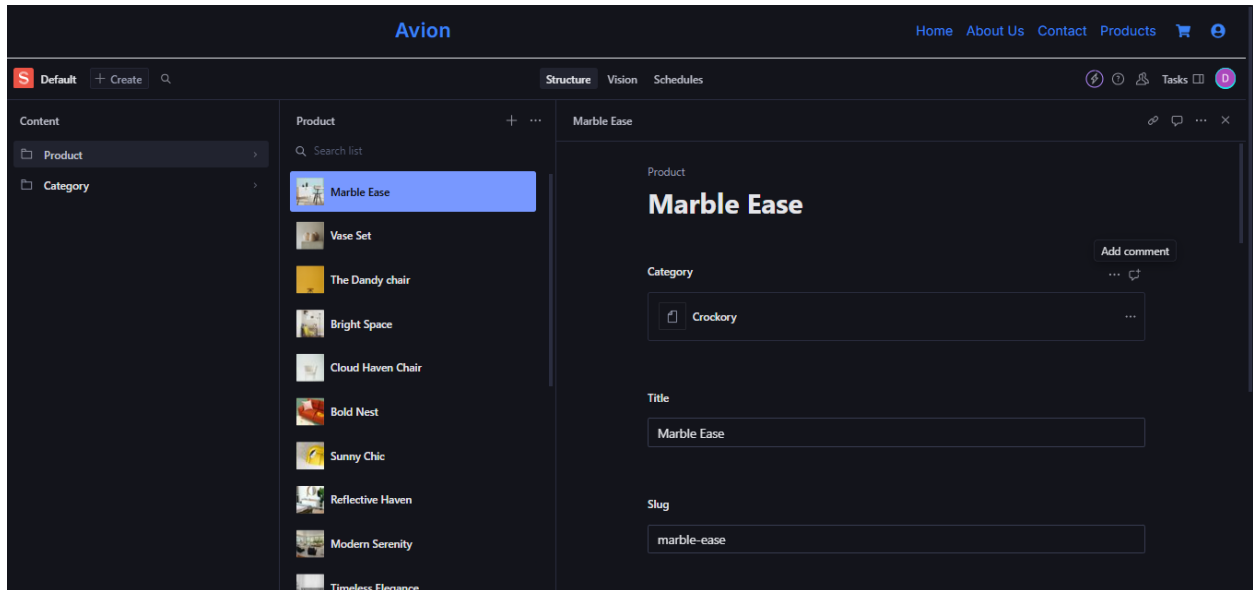 Avion
Home About Us Contact Products
S Default + Create
Structure Vision Schedules
Tasks D
Content
Product
Category
Product
Search list
Marble Ease
Vase Set
The Dandy chair
Bright Space
Cloud Haven Chair
Bold Nest
Sunny Chic
Reflective Haven
Modern Serenity
Timeless Elegance
Marble Ease
Product
Marble Ease
Add comment
Category
Crockory
Title
Marble Ease
Slug
marble-ease